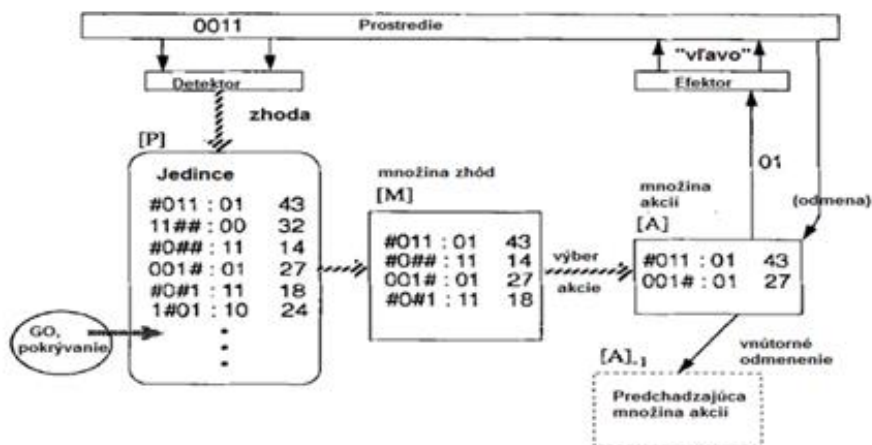 0011 Prostredie
Detektor
"vľavo"
Efektor
zhoda
[P]
Jedince
#011 : 01 43
11## : 00 32
#0## : 11 14
001# : 01 27
#0#1 : 11 18
1#01 : 10 24
GO,
pokrývanie
množina zhód
[M]
#011 : 01 43
#0## : 11 14
001# : 01 27
#0#1 : 11 18
výber
akcie
01
množina
akcií
[A]
(odmena)
#011 : 01 43
001# : 01 27
vnútorné
odmenenie
[A]-1
Predchadzajúca
množina akcií